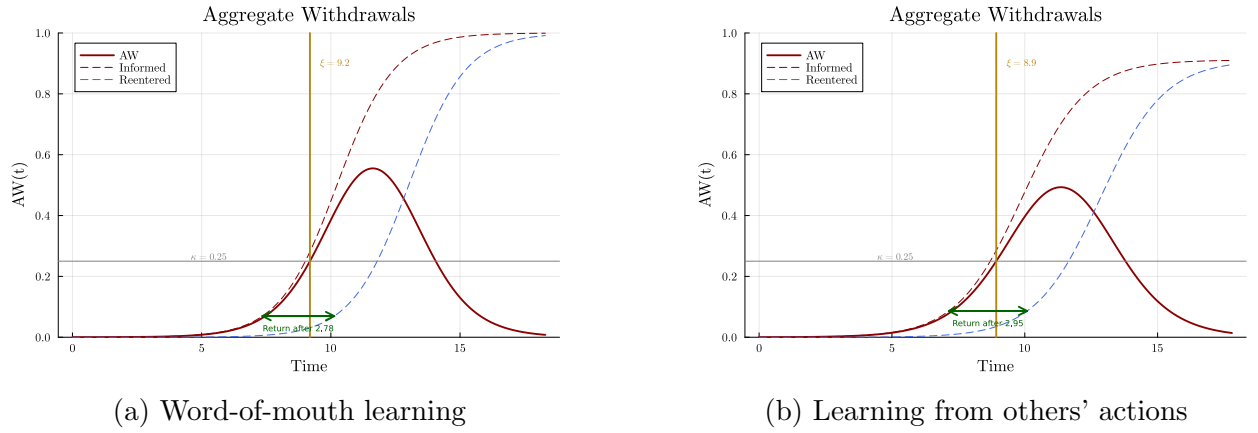 Aggregate Withdrawals
AW
Informed
Reentered
ξ = 9.2
κ = 0.25
Return after 2.78
AW(t)
1.0
0.8
0.6
0.4
0.2
0.0
0
5
10
15
Time
(a) Word-of-mouth learning
Aggregate Withdrawals
AW
Informed
Reentered
ξ = 8.9
κ = 0.25
Return after 2.95
AW(t)
1.0
0.8
0.6
0.4
0.2
0.0
0
5
10
15
Time
(b) Learning from others' actions